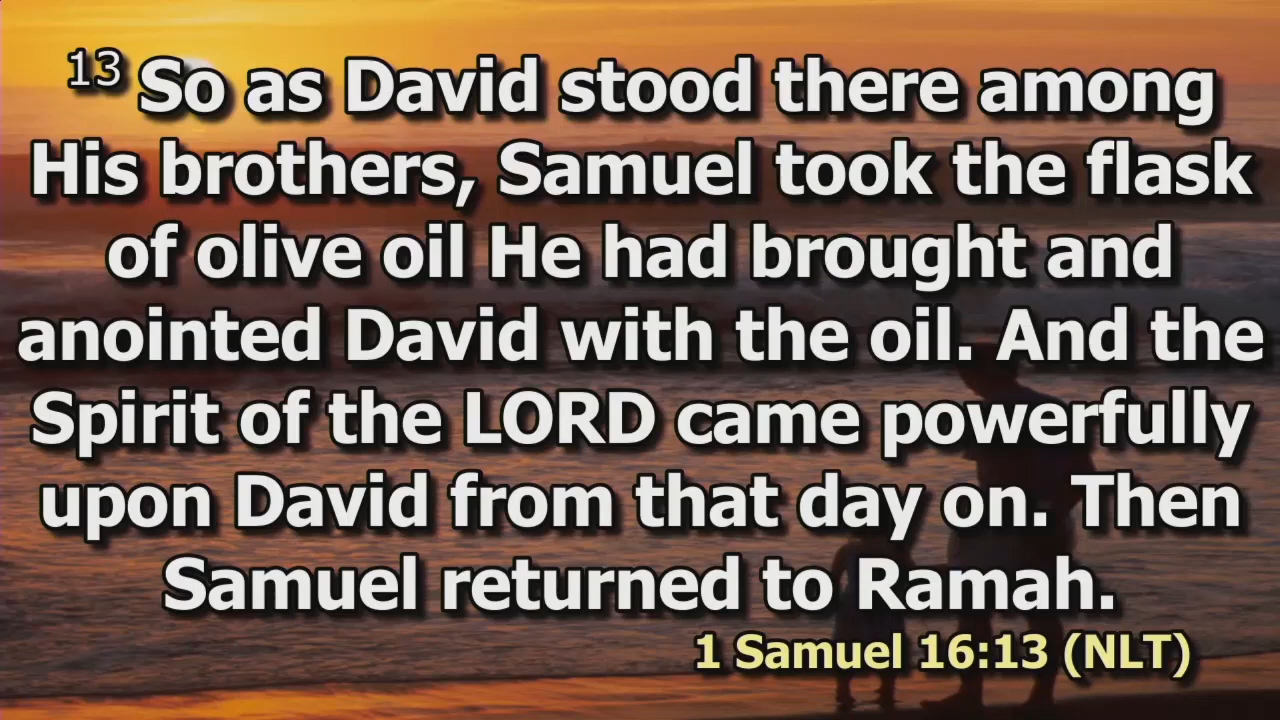 13 So as David stood there among
His brothers, Samuel took the flask
of olive oil He had brought and
anointed David with the oil. And the
Spirit of the LORD came powerfully
upon David from that day on. Then
Samuel returned to Ramah.
1 Samuel 16:13 (NLT)